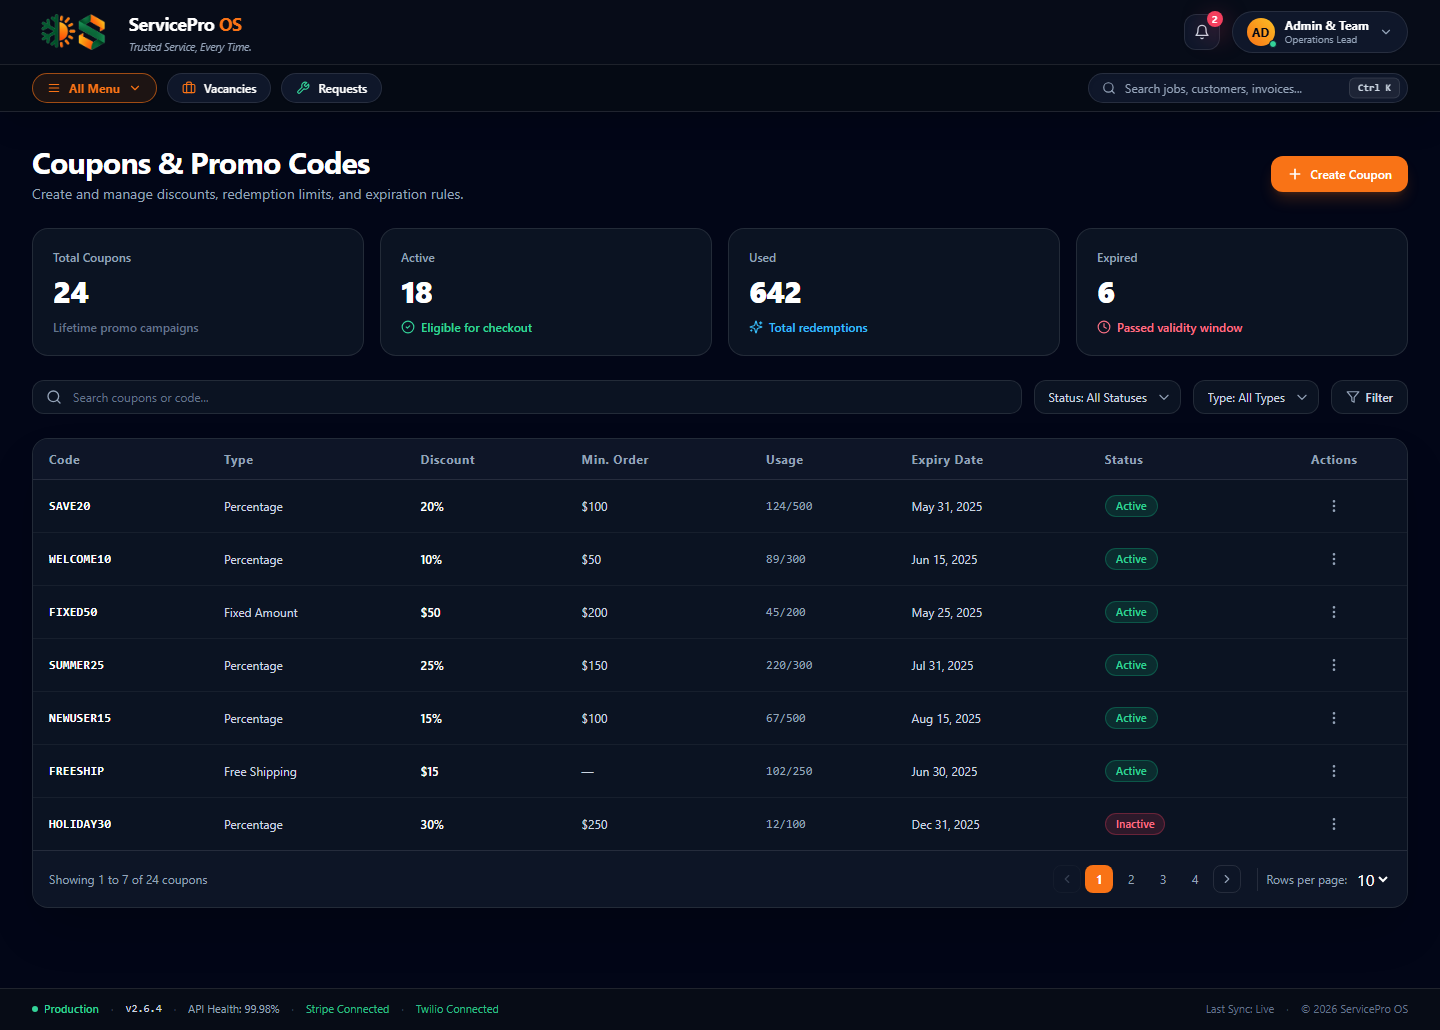 ServicePro OS
Trusted Service, Every Time.
2
AD
Admin & Team
Operations Lead
All Menu
Vacancies
Requests
Search jobs, customers, invoices...
Ctrl K
Coupons & Promo Codes
Create and manage discounts, redemption limits, and expiration rules.
Create Coupon
Total Coupons
24
Lifetime promo campaigns
Active
18
Eligible for checkout
Used
642
Total redemptions
Expired
6
Passed validity window
Search coupons or code...
Status: All Statuses
Type: All Types
Filter
Code Type Discount Min. Order Usage Expiry Date Status Actions
SAVE20 Percentage 20% $100 124/500 May 31, 2025 Active
WELCOME10 Percentage 10% $50 89/300 Jun 15, 2025 Active
FIXED50 Fixed Amount $50 $200 45/200 May 25, 2025 Active
SUMMER25 Percentage 25% $150 220/300 Jul 31, 2025 Active
NEWUSER15 Percentage 15% $100 67/500 Aug 15, 2025 Active
FREESHIP Free Shipping $15 — 102/250 Jun 30, 2025 Active
HOLIDAY30 Percentage 30% $250 12/100 Dec 31, 2025 Inactive
Showing 1 to 7 of 24 coupons
1 2 3 4
Rows per page: 10
Production · v2.6.4 · API Health: 99.98% · Stripe Connected · Twilio Connected
Last Sync: Live · © 2026 ServicePro OS